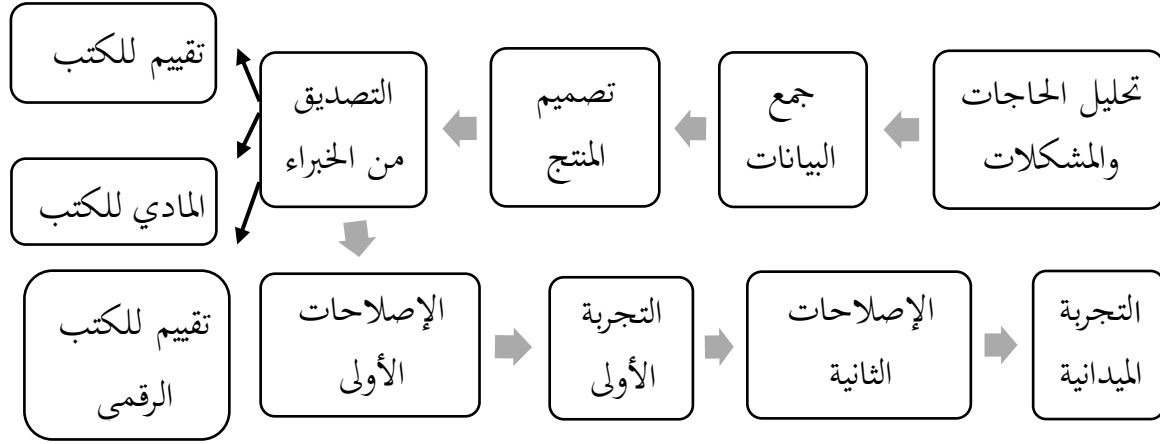 تحليل الحاجات
والمشكلات
جمع
البيانات
تصميم
المنتج
التصديق
من الخبراء
تقييم للكتب
المادي للكتب
تقييم للكتب
الرقمى
الإصلاحات
الأولى
التجربة
الأولى
الإصلاحات
الثانية
التجربة
الميدانية